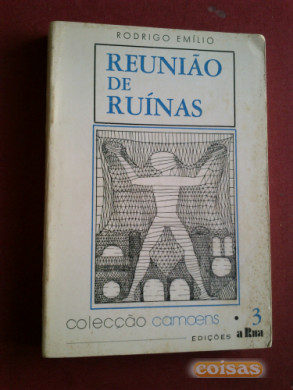 RODRIGO EMÍLIO
REUNIÃO
DE
RUÍNAS
colecção camoens • 3
EDIÇÕES a Rua
coisas